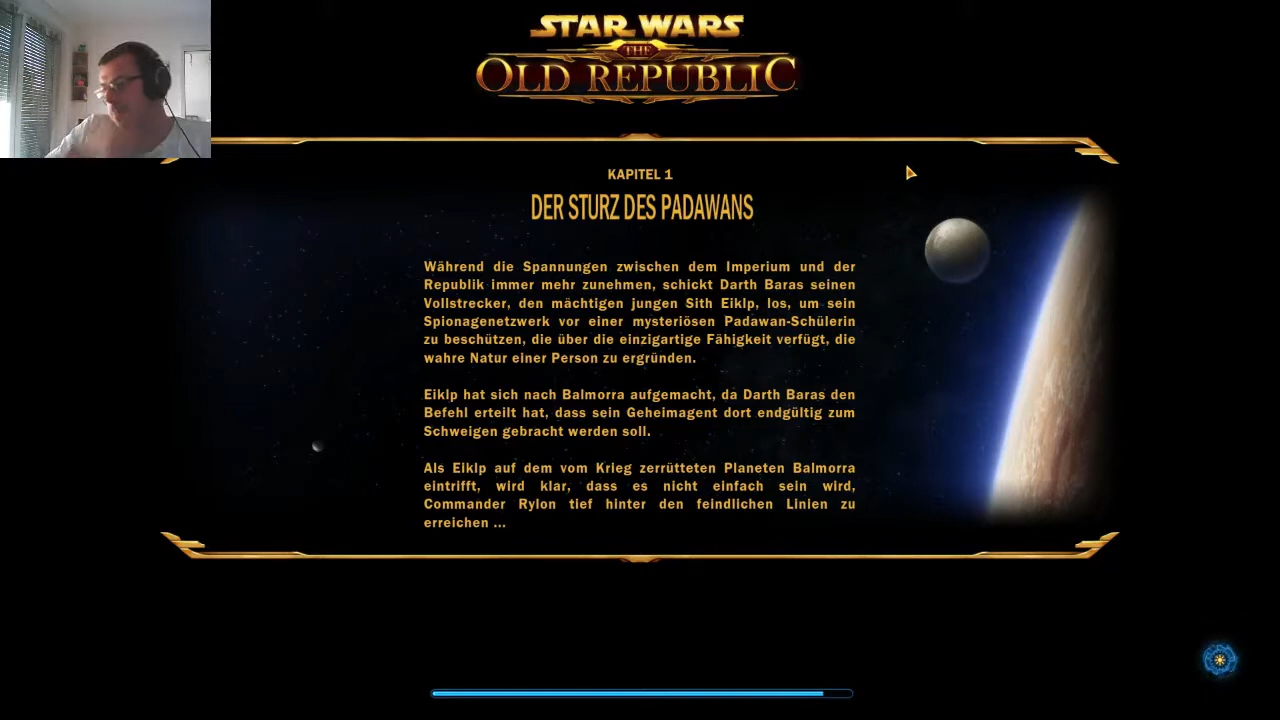 STAR WARS
THE
OLD REPUBLIC
KAPITEL 1
DER STURZ DES PADAWANS
Während die Spannungen zwischen dem Imperium und der
Republik immer mehr zunehmen, schickt Darth Baras seinen
Vollstrecker, den mächtigen jungen Sith Eiklp, los, um sein
Spionagenetzwerk vor einer mysteriösen Padawan-Schülerin
zu beschützen, die über die einzigartige Fähigkeit verfügt, die
wahre Natur einer Person zu ergründen.
Eiklp hat sich nach Balmorra aufgemacht, da Darth Baras den
Befehl erteilt hat, dass sein Geheimagent dort endgültig zum
Schweigen gebracht werden soll.
Als Eiklp auf dem vom Krieg zerrütteten Planeten Balmorra
eintrifft, wird klar, dass es nicht einfach sein wird,
Commander Rylon tief hinter den feindlichen Linien zu
erreichen ...